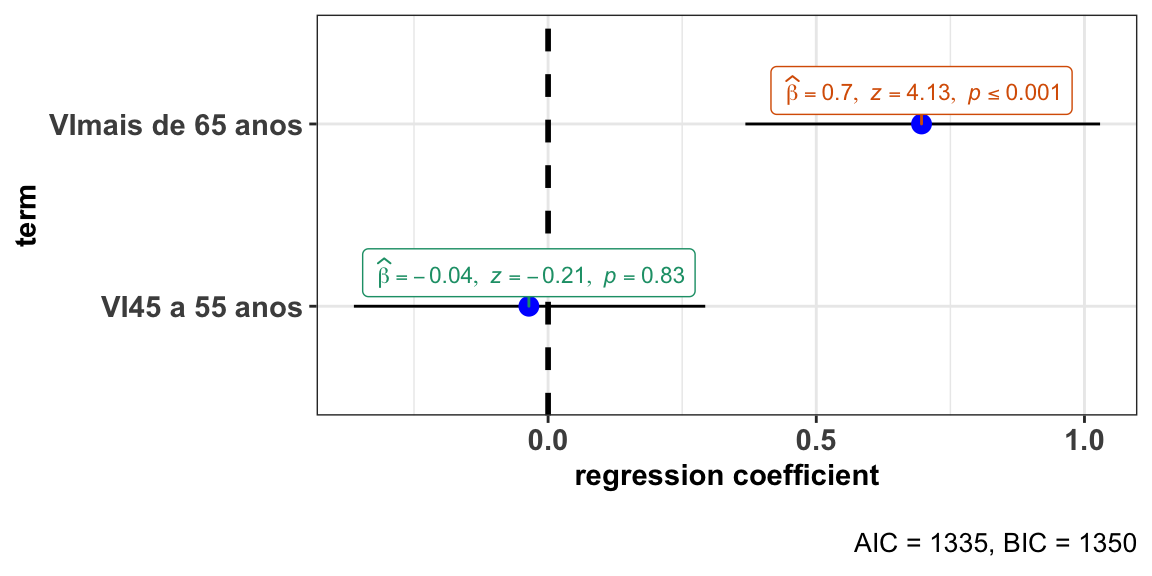 β̂ = 0.7, z = 4.13, p ≤ 0.001
VImais de 65 anos
term
β̂ = −0.04, z = −0.21, p = 0.83
VI45 a 55 anos
0.0 0.5 1.0
regression coefficient
AIC = 1335, BIC = 1350